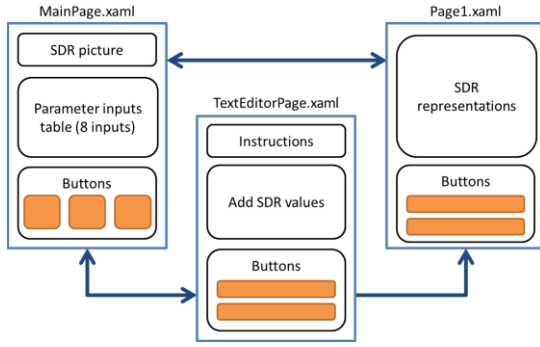 MainPage.xaml
SDR picture
Parameter inputs
table (8 inputs)
Buttons
TextEditorPage.xaml
Instructions
Add SDR values
Buttons
Page1.xaml
SDR
representations
Buttons